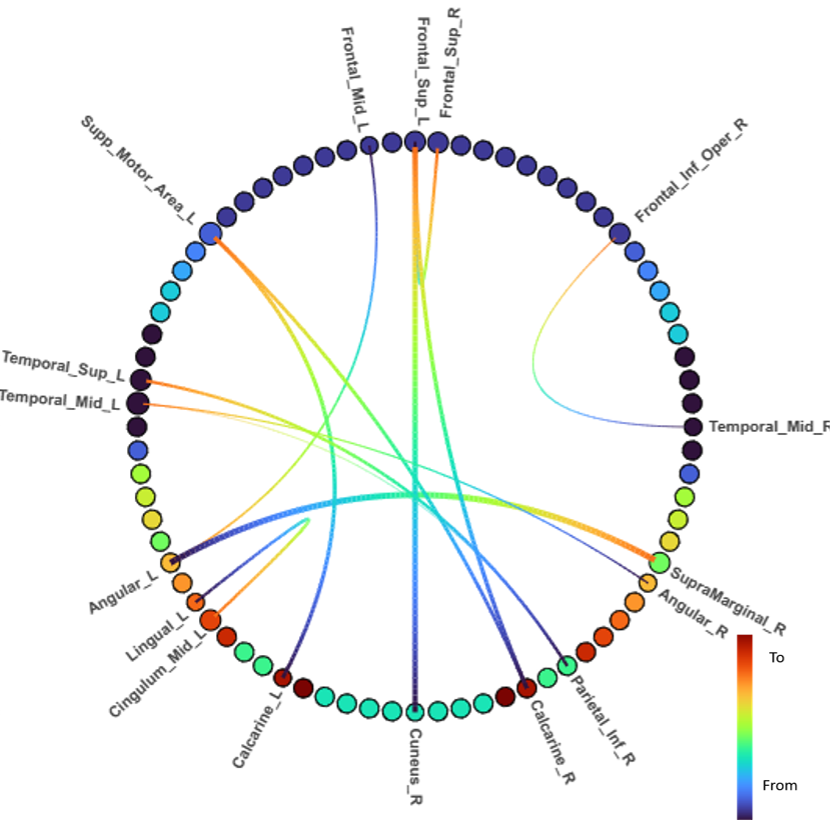 Frontal_Mid_L
Frontal_Sup_L
Frontal_Sup_R
Supp_Motor_Area_L
Frontal_Inf_Oper_R
Temporal_Sup_L
Temporal_Mid_L
Temporal_Mid_R
Angular_L
SupraMarginal_R
Angular_R
Lingual_L
Cingulum_Mid_L
Parietal_Inf_R
Calcarine_L
Cuneus_R
Calcarine_R
To
From